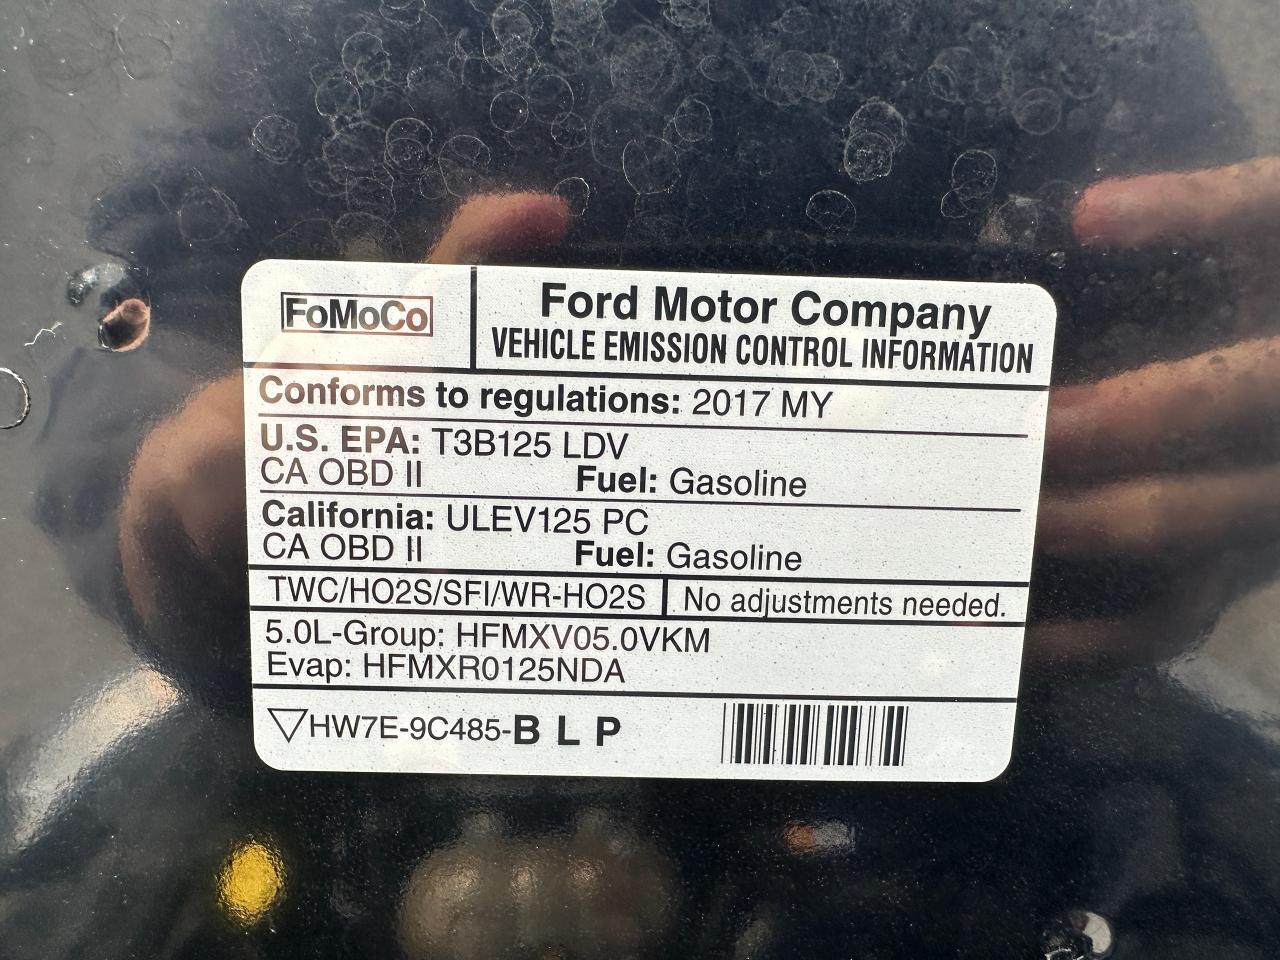 FoMoCo
Ford Motor Company
VEHICLE EMISSION CONTROL INFORMATION
Conforms to regulations: 2017 MY
U.S. EPA: T3B125 LDV
CA OBD II Fuel: Gasoline
California: ULEV125 PC
CA OBD II Fuel: Gasoline
TWC/HO2S/SFI/WR-HO2S No adjustments needed.
5.0L-Group: HFMXV05.0VKM
Evap: HFMXR0125NDA
HW7E-9C485-B L P